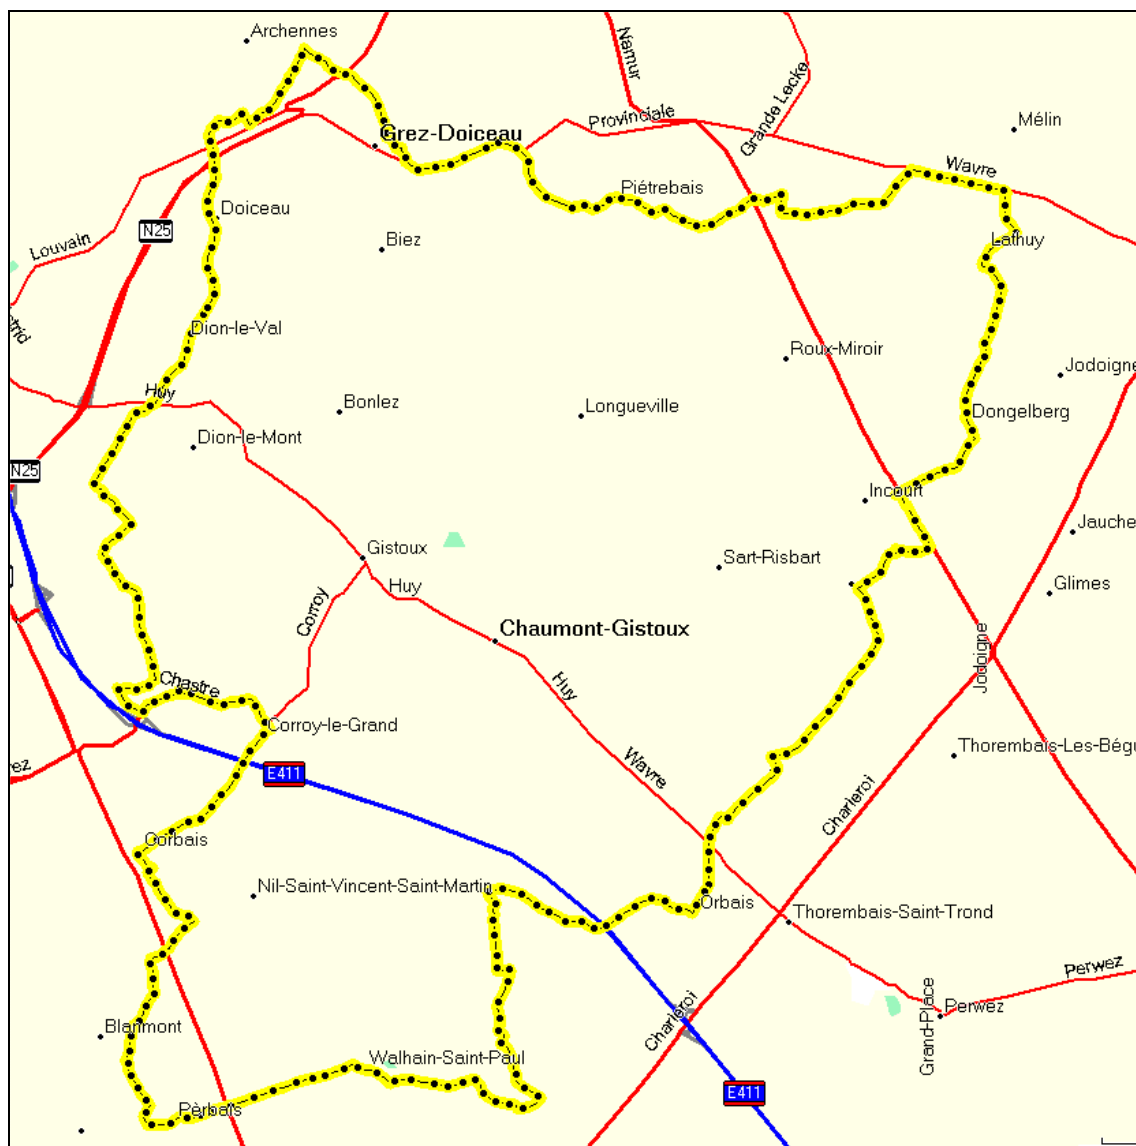 Archennes
Namur
Grande Lecke
Provinciale
Mélin
Grez-Doiceau
Wavre
Piétrebais
Doiceau
N25
Louvain
Biez
Lathuy
Dion-le-Val
Roux-Miroir
Jodoigne
Huy
Bonlez
Longueville
Dongelberg
Dion-le-Mont
N25
Incourt
Jauche
Gistoux
Sart-Risbart
Huy
Glimes
Corroy
Chaumont-Gistoux
Jodoigne
Chastre
Huy
Corroy-le-Grand
Wavre
Thorembais-Les-Bégu
E411
Charleroi
Corbais
Nil-Saint-Vincent-Saint-Martin
Orbais
Thorembais-Saint-Trond
Perwez
Charleroi
Grand-Place
Perwez
Blanmont
Walhain-Saint-Paul
E411
Pèrbais